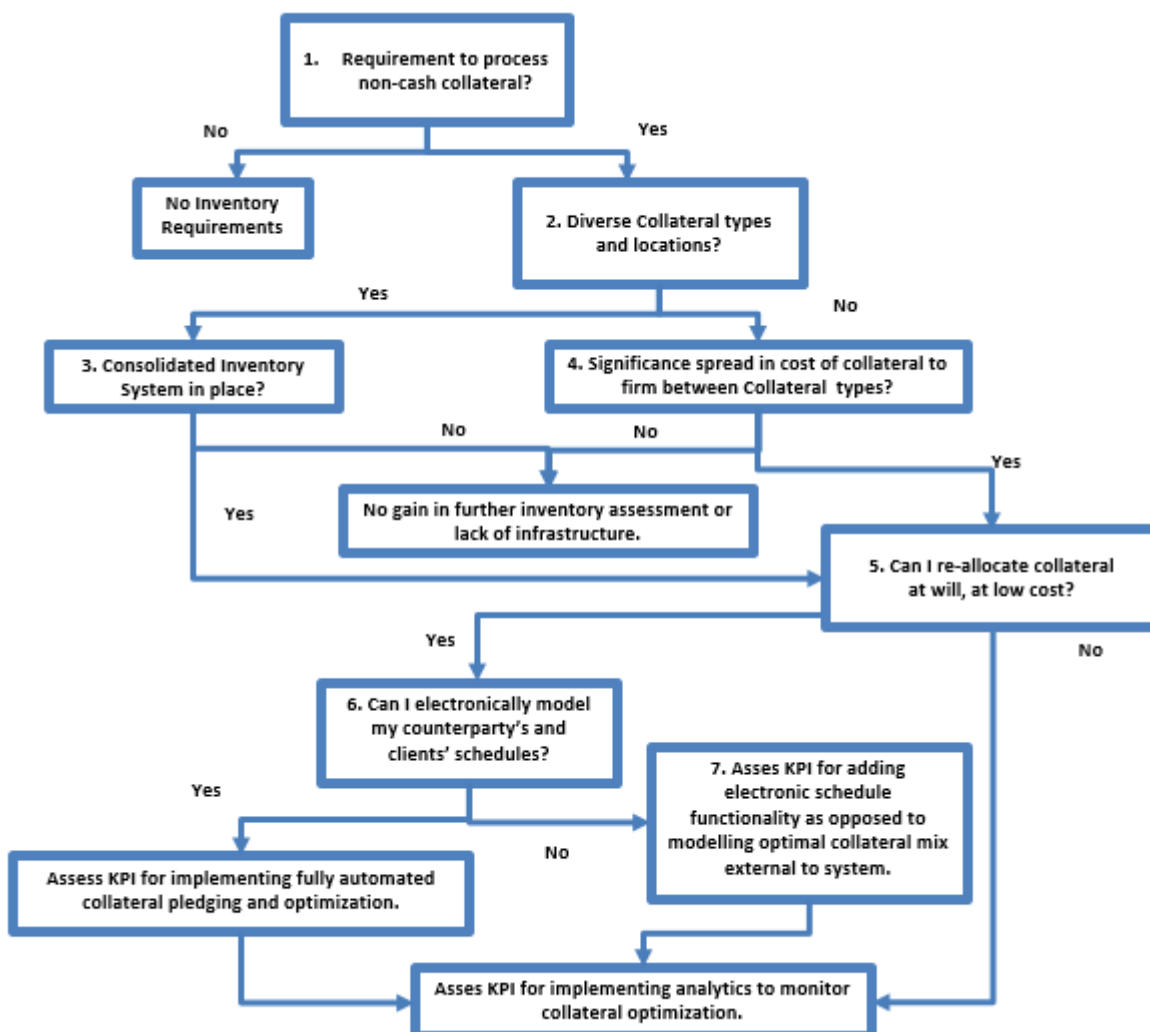 1. Requirement to process
non-cash collateral?
No
Yes
No Inventory
Requirements
2. Diverse Collateral types
and locations?
Yes
No
3. Consolidated Inventory
System in place?
4. Significance spread in cost of collateral to
firm between Collateral types?
No
No
Yes
No gain in further inventory assessment or
lack of infrastructure.
Yes
5. Can I re-allocate collateral
at will, at low cost?
Yes
No
6. Can I electronically model
my counterparty's and
clients' schedules?
7. Asses KPI for adding
electronic schedule
functionality as opposed to
modelling optimal collateral mix
external to system.
Yes
No
Assess KPI for implementing fully automated
collateral pledging and optimization.
Asses KPI for implementing analytics to monitor
collateral optimization.